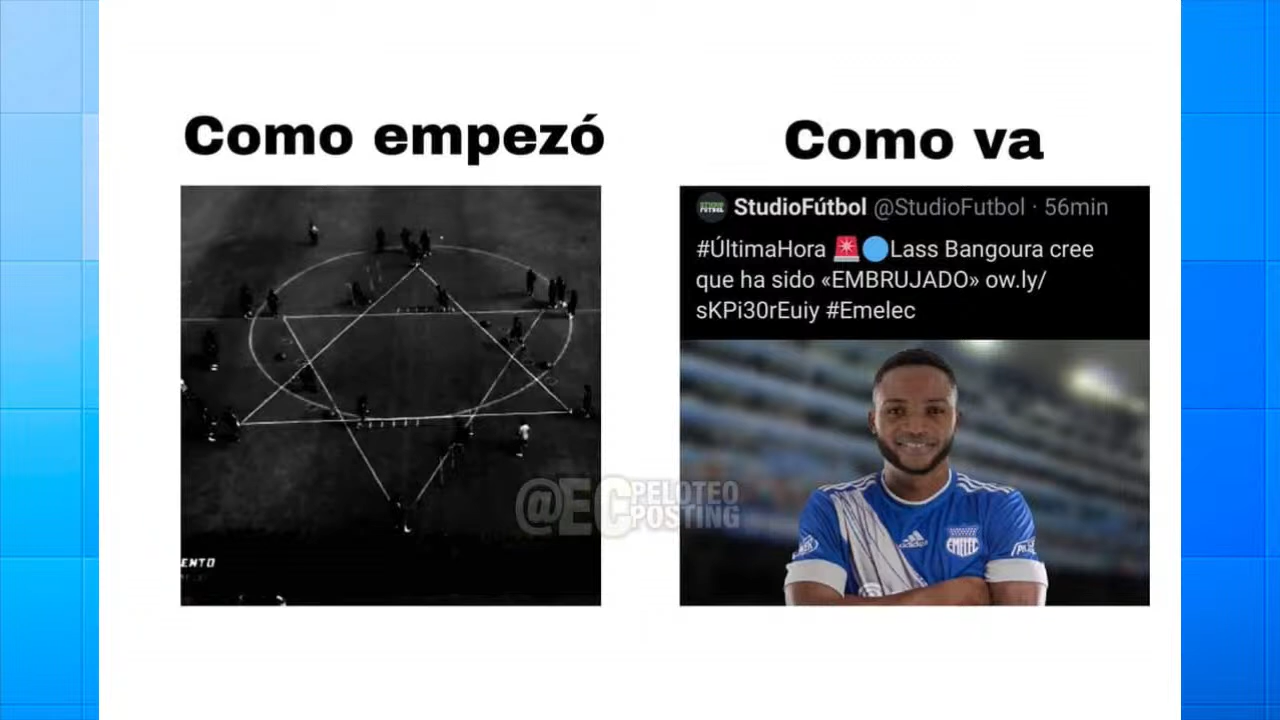 Como empezó
Como va
StudioFútbol @StudioFutbol · 56min
#ÚltimaHora 🚨🔵Lass Bangoura cree
que ha sido «EMBRUJADO» ow.ly/
sKPi30rEuiy #Emelec
@EC PELOTEO
POSTING
ENTO
EMELEC